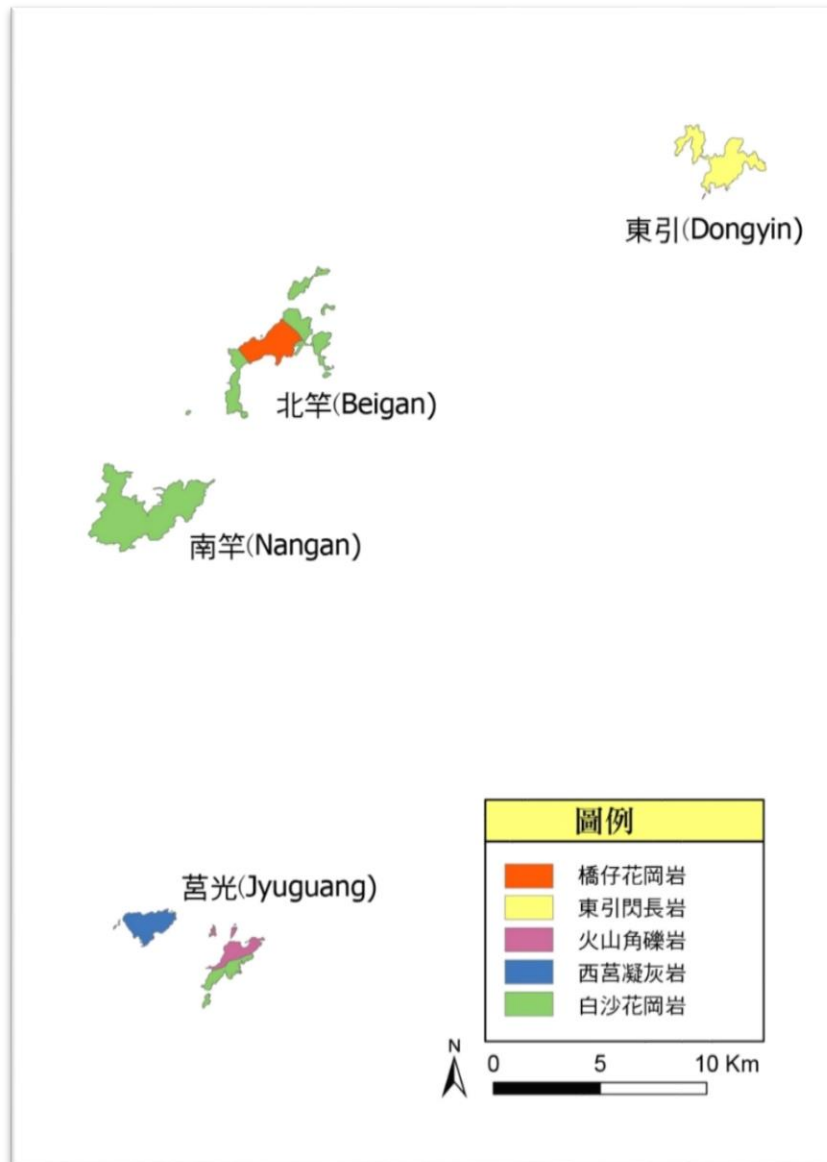 東引(Dongyin)
北竿(Beigan)
南竿(Nangan)
莒光(Jyuguang)
圖例
橋仔花岡岩
東引閃長岩
火山角礫岩
西莒凝灰岩
白沙花岡岩
N
0 5 10 Km